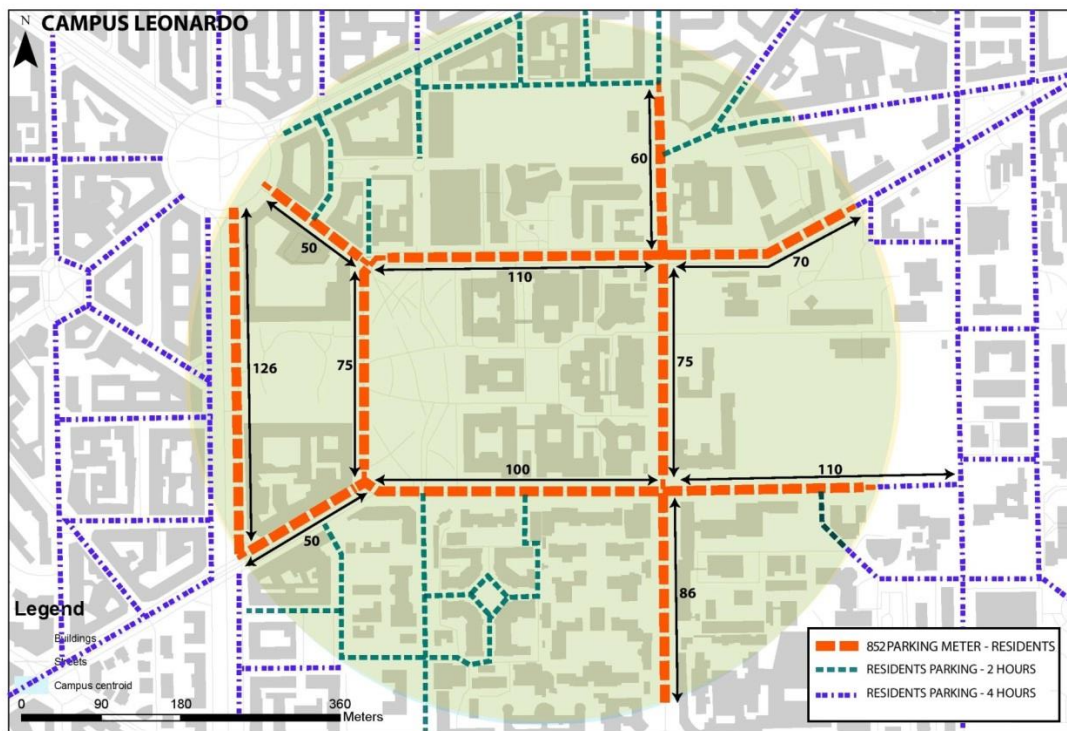 N
CAMPUS LEONARDO
60
50
110
70
126
75
75
100
110
50
86
Legend
Buildings
Streets
Campus centroid
0 90 180 360
Meters
852 PARKING METER - RESIDENTS
RESIDENTS PARKING - 2 HOURS
RESIDENTS PARKING - 4 HOURS